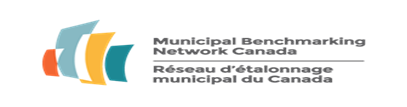 Municipal Benchmarking
Network Canada
Réseau d'étalonnage
municipal du Canada